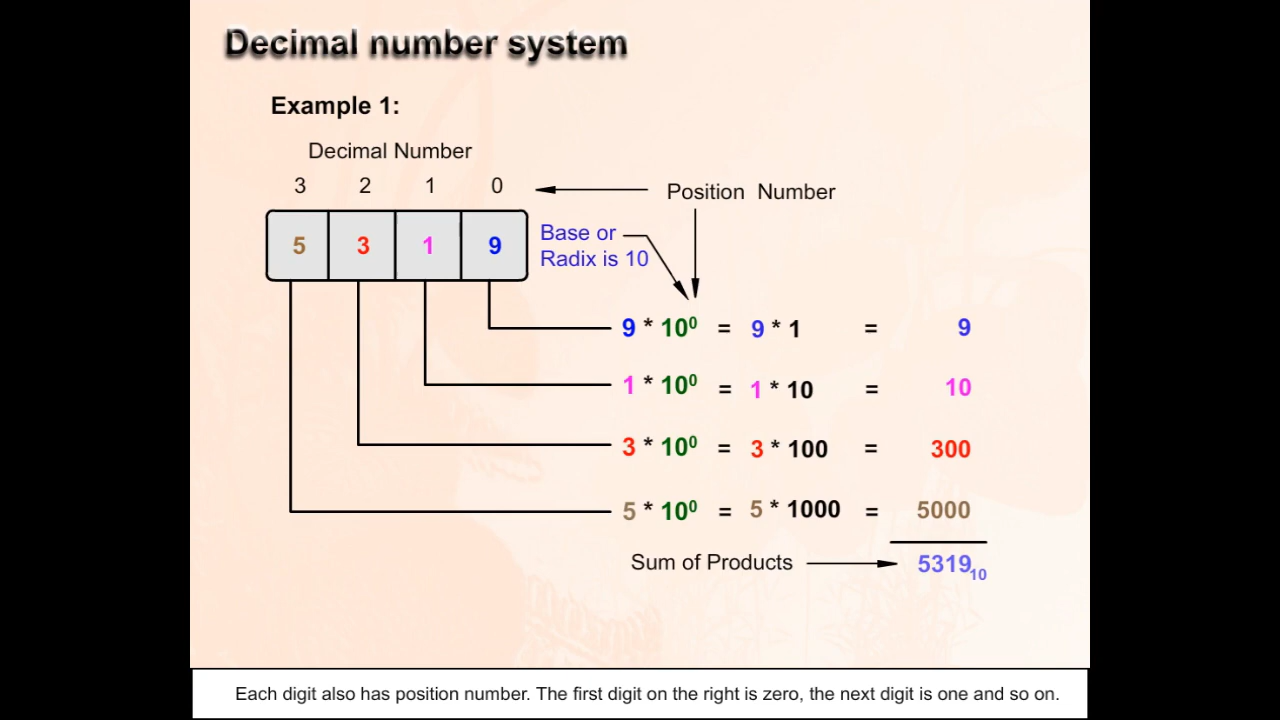 Decimal number system
Example 1:
Decimal Number
3 2 1 0
Position Number
5 3 1 9
Base or
Radix is 10
9 * 10⁰ = 9 * 1 = 9
1 * 10⁰ = 1 * 10 = 10
3 * 10⁰ = 3 * 100 = 300
5 * 10⁰ = 5 * 1000 = 5000
Sum of Products 5319₁₀
Each digit also has position number. The first digit on the right is zero, the next digit is one and so on.